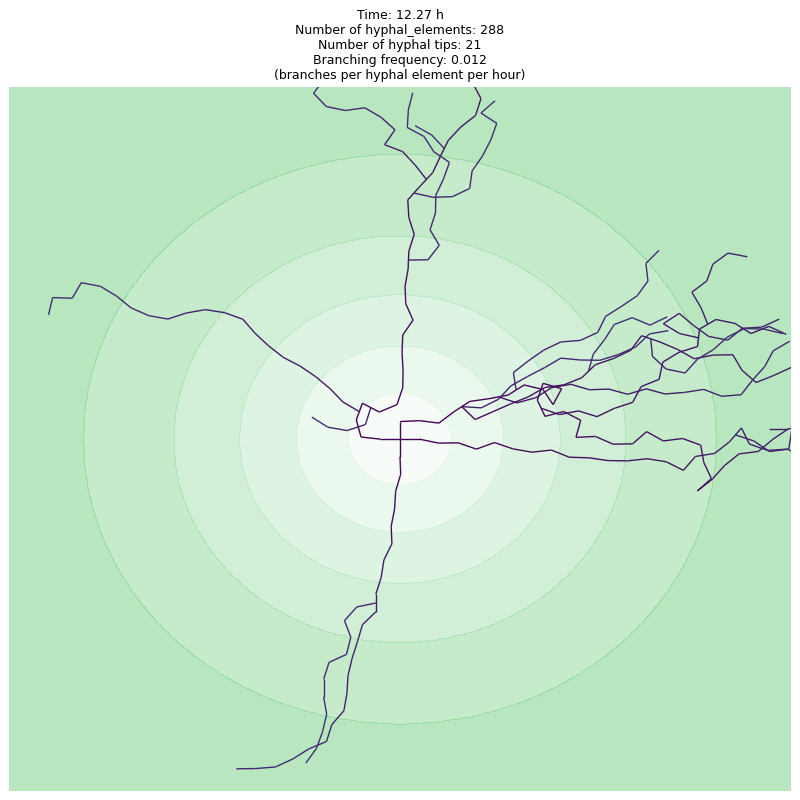 Time: 12.27 h
Number of hyphal_elements: 288
Number of hyphal tips: 21
Branching frequency: 0.012
(branches per hyphal element per hour)